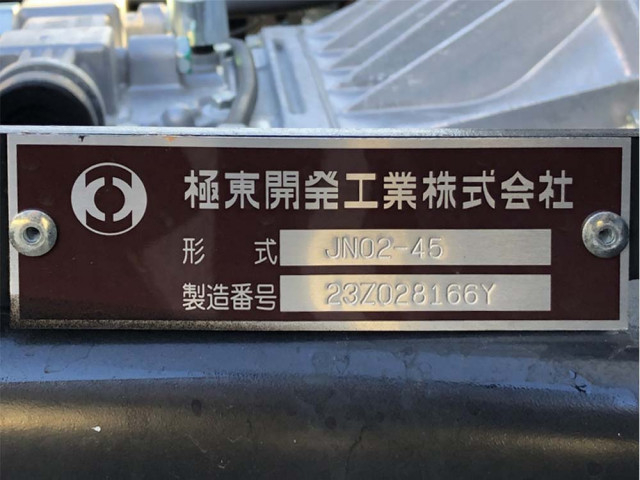 極東開発工業株式会社
形 式 JN02-45
製造番号 23Z028166Y